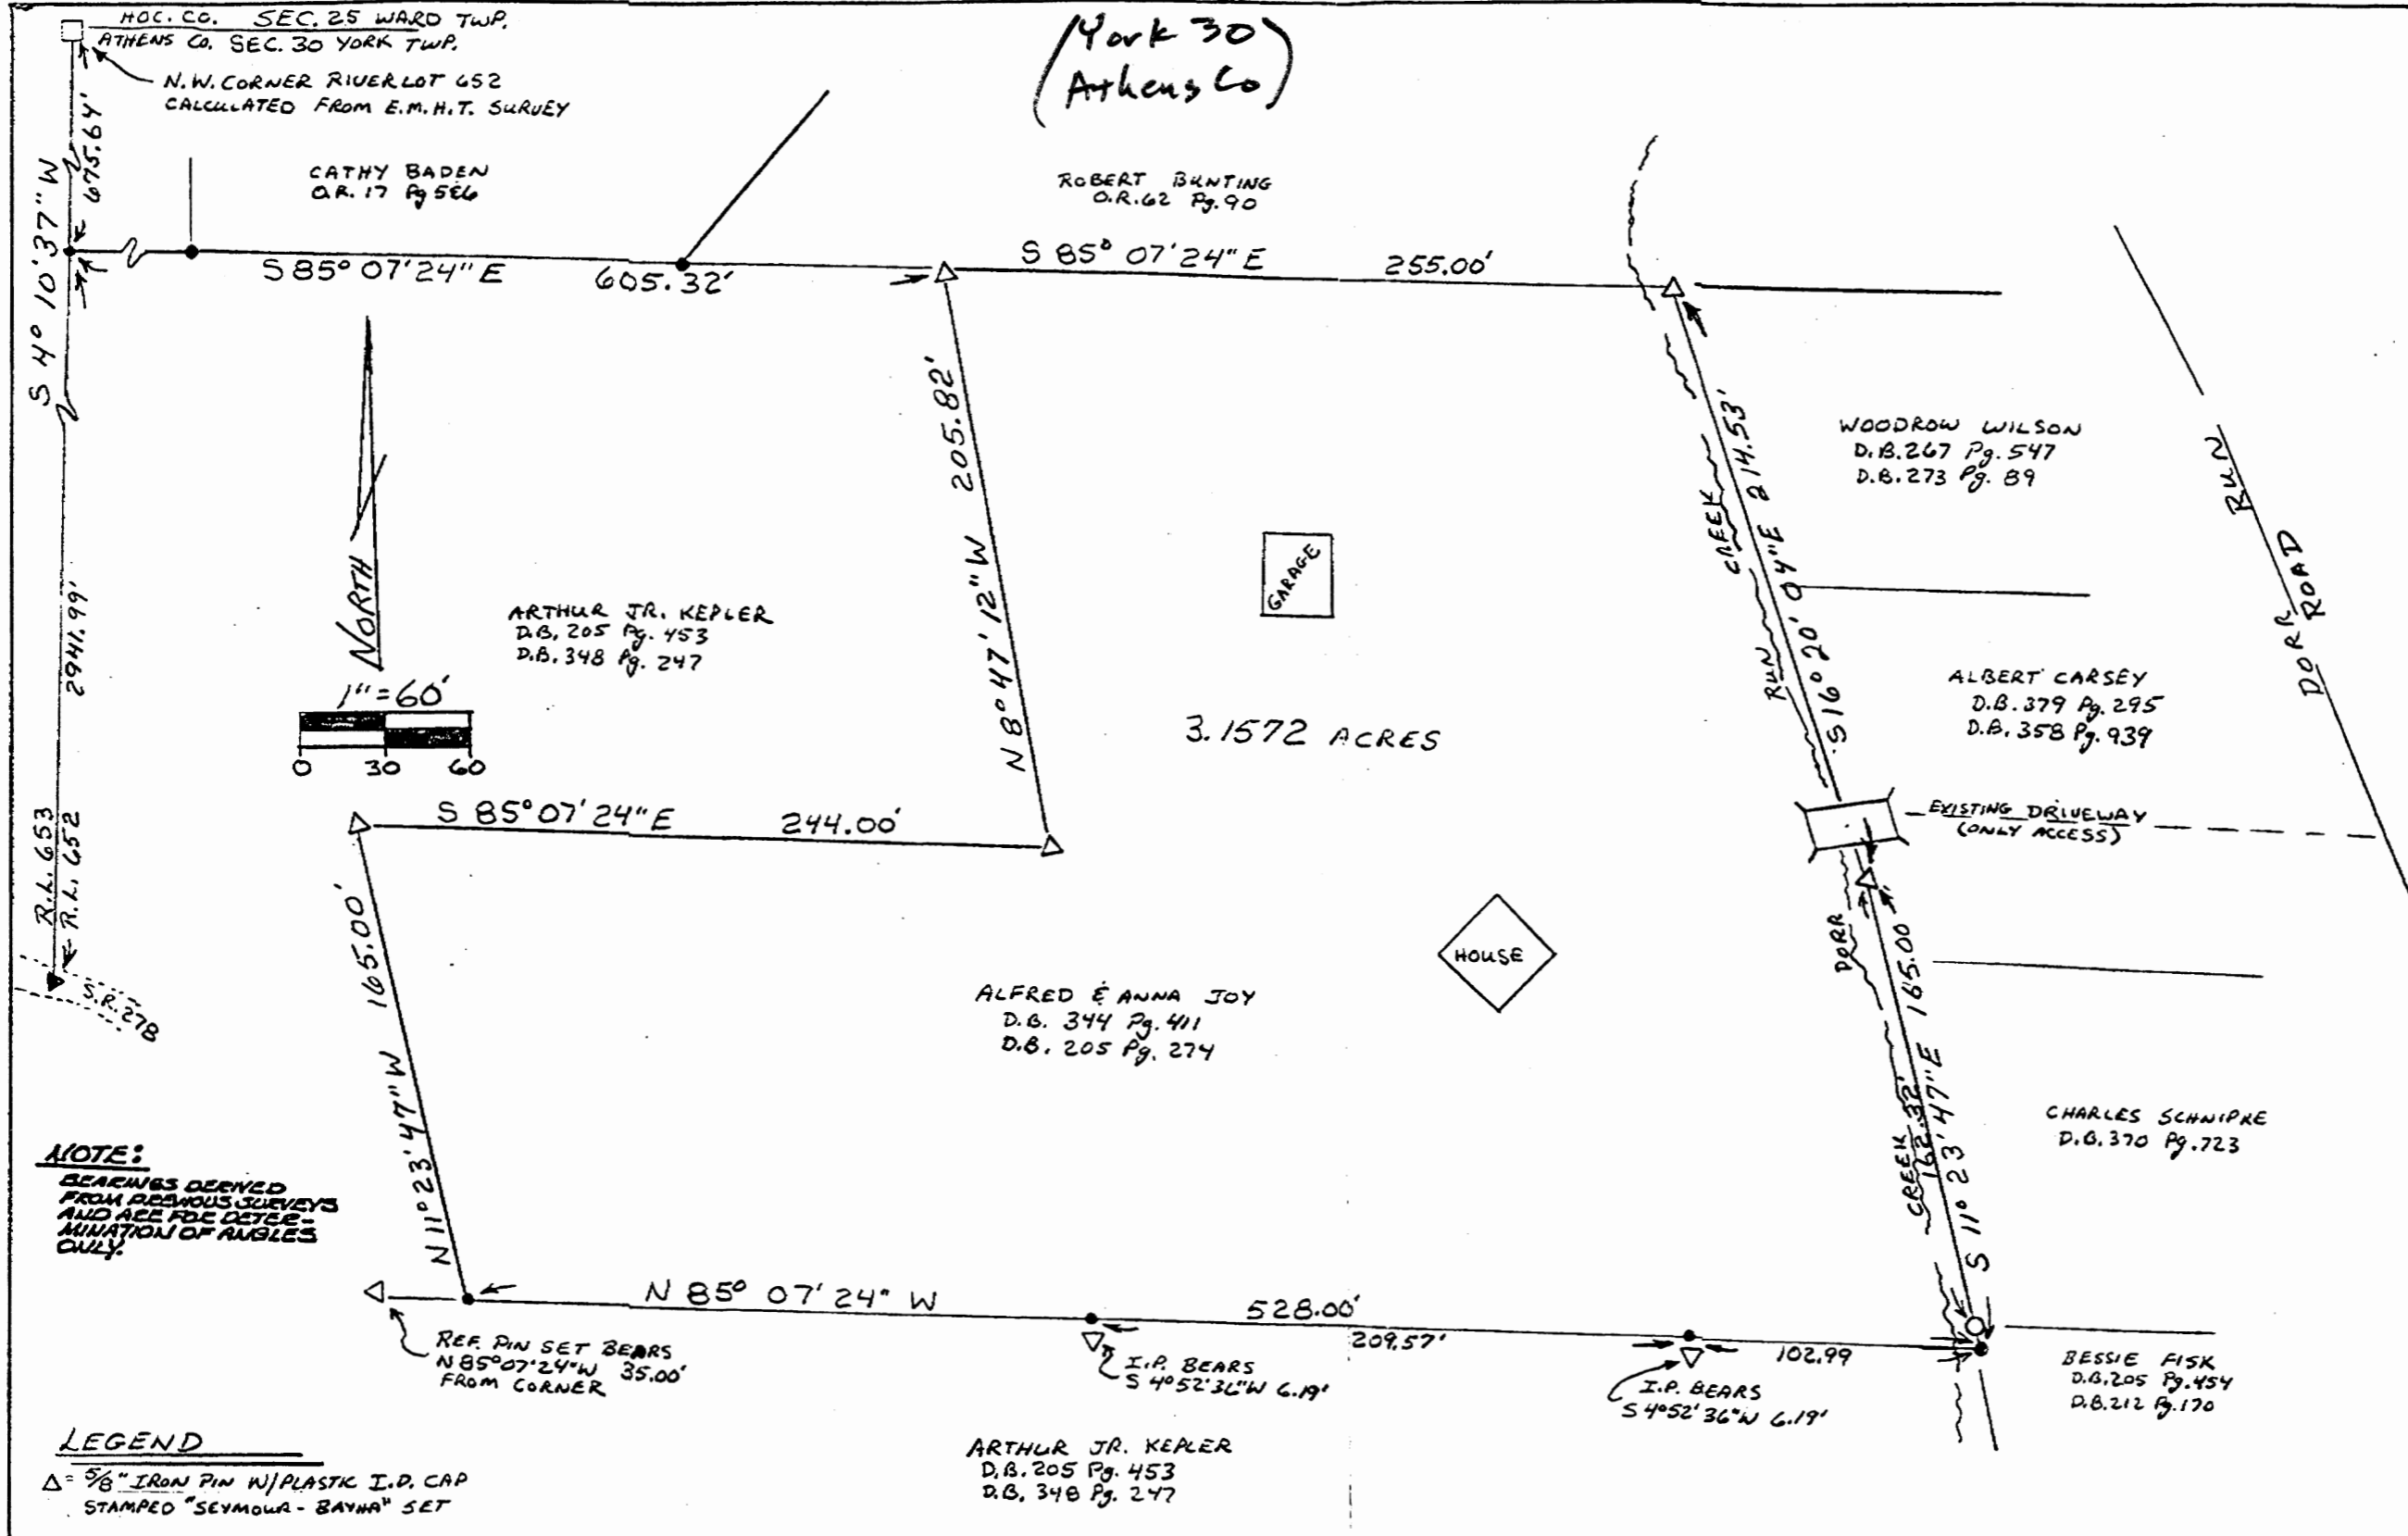 HOC. CO. SEC. 25 WARD TWP.
ATHENS CO. SEC. 30 YORK TWP.
(York 30
Athens Co)
N.W. CORNER RIVER LOT 652
CALCULATED FROM E.M.H.T. SURVEY
675.64'
S 4° 10' 37" W
CATHY BADEN
O.R. 17 Pg
ROBERT BUNTING
O.R. 62 Pg. 90
S 85° 07' 24" E 605.32'
S 85° 07' 24" E 255.00'
NORTH
1" = 60'
0 30 60
2941.99'
R.L. 653
R.L. 652
S.R. 278
ARTHUR JR. KEPLER
D.B. 205 Pg. 453
D.B. 348 Pg. 247
N 8° 47' 12" W 205.82'
GARAGE
3.1572 ACRES
RUN CREEK
S 16° 20' 04" E 214.53'
WOODROW WILSON
D.B. 267 Pg. 547
D.B. 273 Pg. 89
DORR RUN
ROAD
ALBERT CARSEY
D.B. 379 Pg. 295
D.B. 358 Pg. 939
EXISTING DRIVEWAY
(ONLY ACCESS)
S 85° 07' 24" E 244.00'
N 11° 23' 47" W 165.00'
HOUSE
ALFRED & ANNA JOY
D.B. 344 Pg. 411
D.B. 205 Pg. 274
DORR
CREEK
162.32'
S 11° 23' 47" E 165.00'
CHARLES SCHNIPKE
D.B. 370 Pg. 723
NOTE:
BEARINGS DERIVED
FROM PREVIOUS SURVEYS
AND ARE FOR DETER-
MINATION OF ANGLES
ONLY.
N 85° 07' 24" W 528.00'
209.57'
102.99
REF. PIN SET BEARS
N 85° 07' 24" W 35.00'
FROM CORNER
I.P. BEARS
S 4° 52' 36" W 6.19'
I.P. BEARS
S 4° 52' 36" W 6.19'
BESSIE FISK
D.B. 205 Pg. 454
D.B. 212 Pg. 170
ARTHUR JR. KEPLER
D.B. 205 Pg. 453
D.B. 348 Pg. 247
LEGEND
△ = 5/8" IRON PIN W/PLASTIC I.D. CAP
STAMPED "SEYMOUR - BAYHA" SET